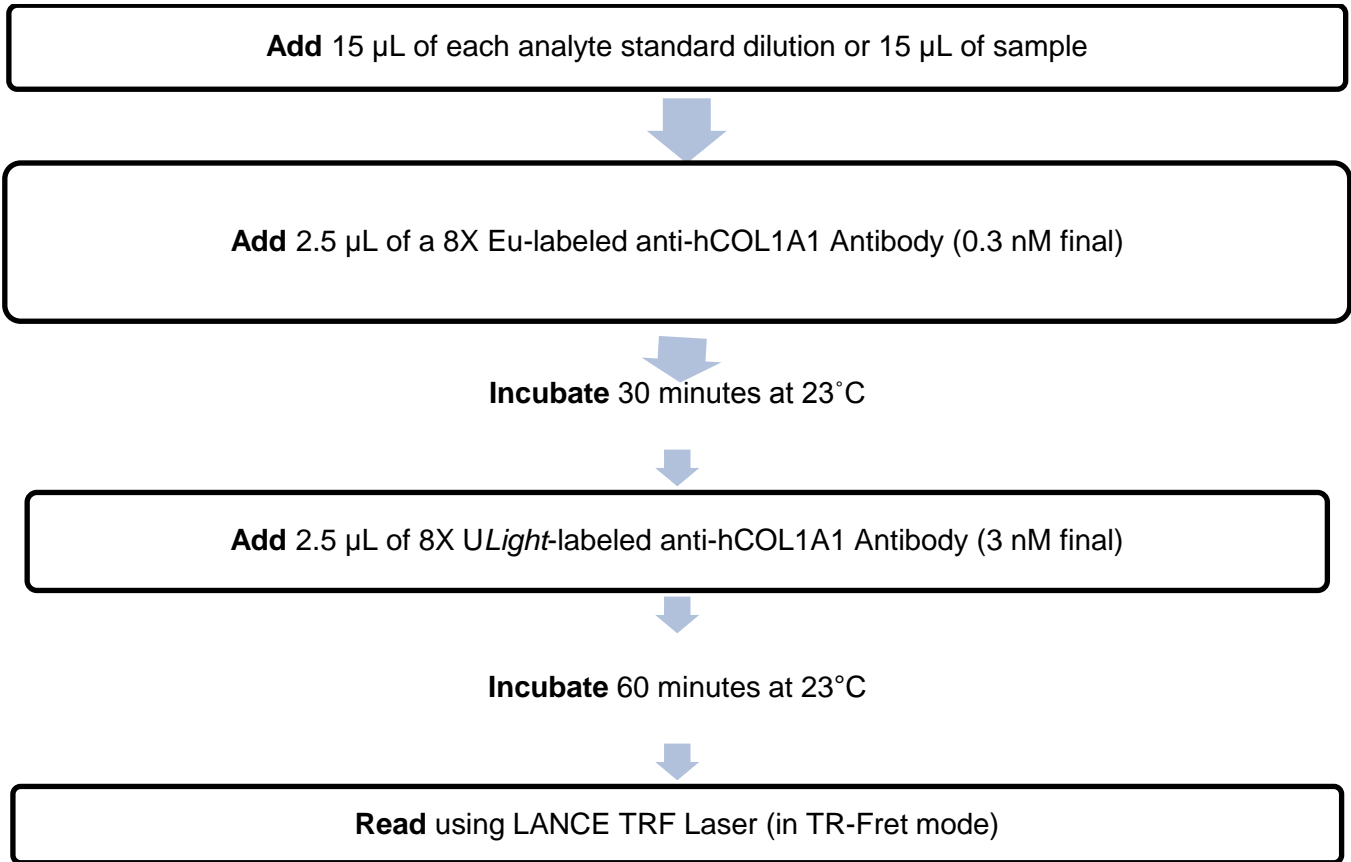 Add 15 µL of each analyte standard dilution or 15 µL of sample
Add 2.5 µL of a 8X Eu-labeled anti-hCOL1A1 Antibody (0.3 nM final)
Incubate 30 minutes at 23˚C
Add 2.5 µL of 8X ULight-labeled anti-hCOL1A1 Antibody (3 nM final)
Incubate 60 minutes at 23°C
Read using LANCE TRF Laser (in TR-Fret mode)